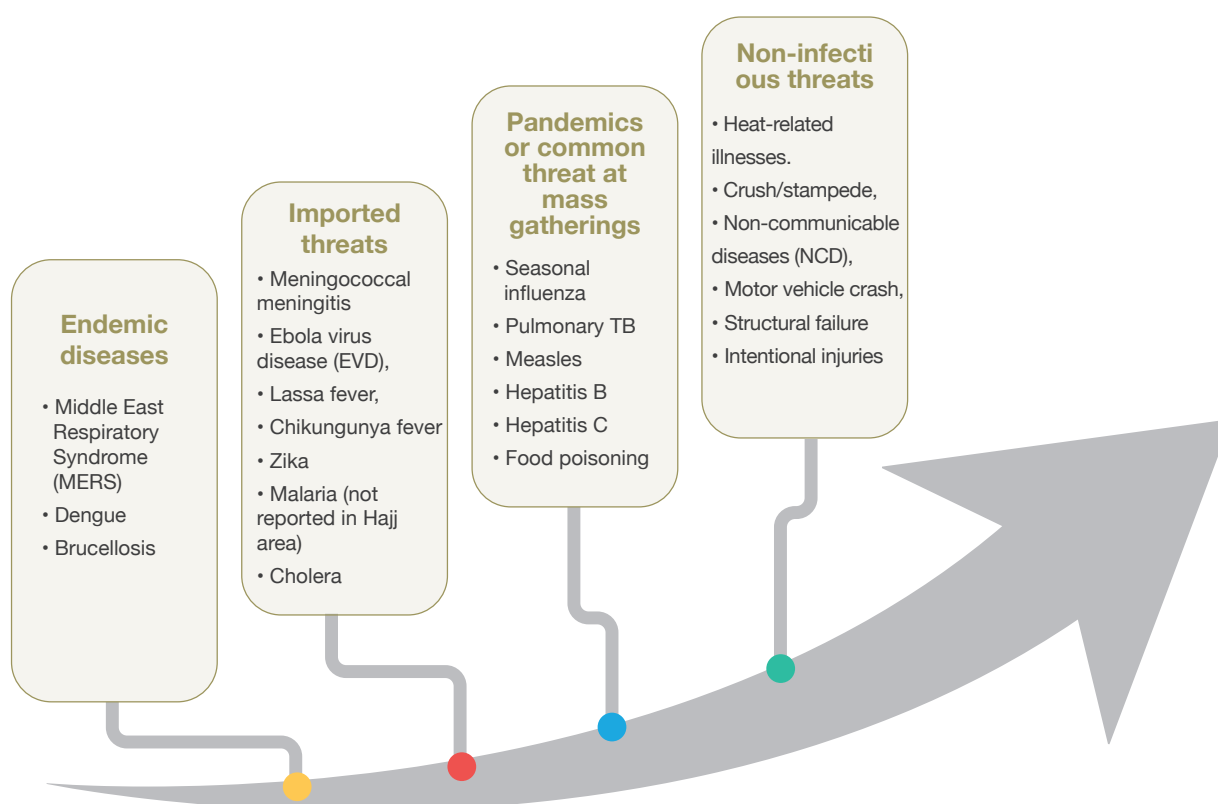 Endemic
diseases
• Middle East
Respiratory
Syndrome
(MERS)
• Dengue
• Brucellosis
Imported
threats
• Meningococcal
meningitis
• Ebola virus
disease (EVD),
• Lassa fever,
• Chikungunya fever
• Zika
• Malaria (not
reported in Hajj
area)
• Cholera
Pandemics
or common
threat at
mass
gatherings
• Seasonal
influenza
• Pulmonary TB
• Measles
• Hepatitis B
• Hepatitis C
• Food poisoning
Non-infecti
ous threats
• Heat-related
illnesses.
• Crush/stampede,
• Non-communicable
diseases (NCD),
• Motor vehicle crash,
• Structural failure
• Intentional injuries